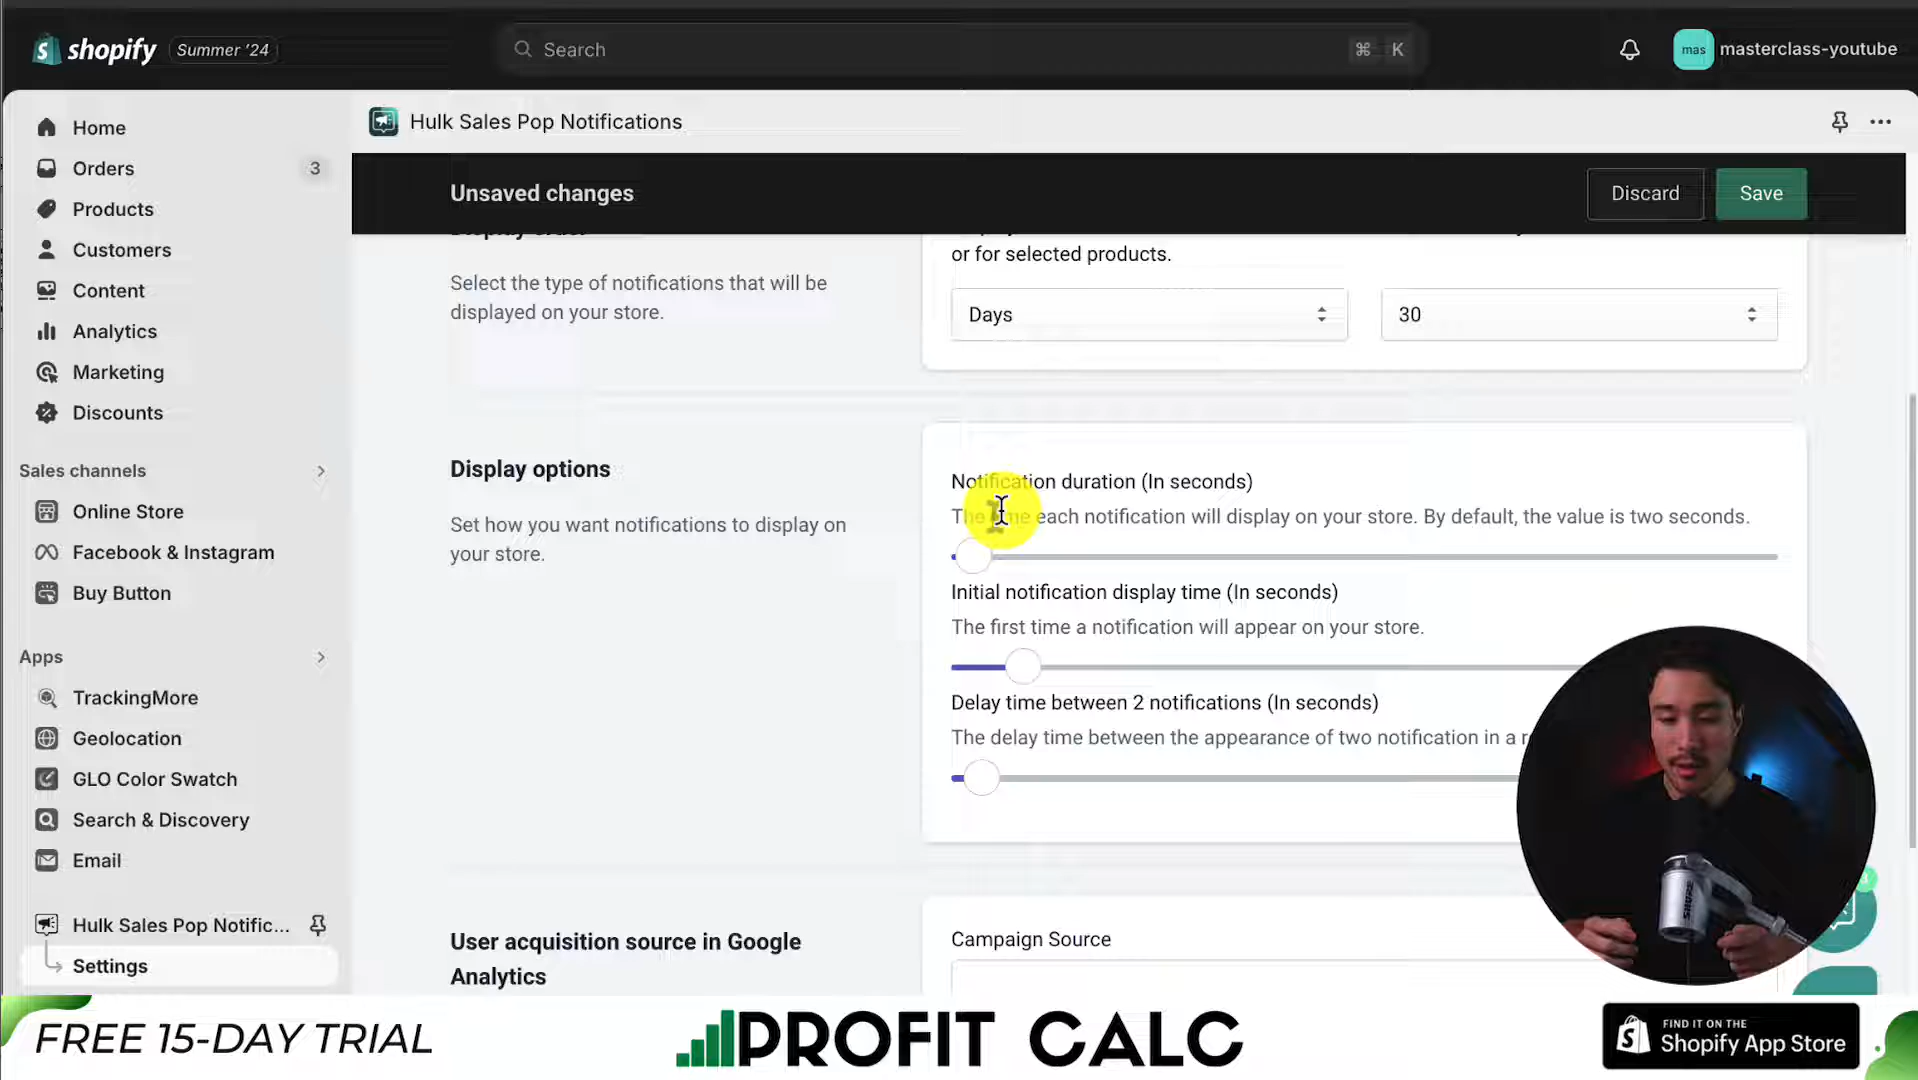 shopify
Summer '24
Search
⌘ K
mas
masterclass-youtube
Home
Orders
3
Products
Customers
Content
Analytics
Marketing
Discounts
Sales channels
Online Store
Facebook & Instagram
Buy Button
Apps
TrackingMore
Geolocation
GLO Color Swatch
Search & Discovery
Email
Hulk Sales Pop Notific...
Settings
Hulk Sales Pop Notifications
Unsaved changes
Discard
Save
Select the type of notifications that will be
displayed on your store.
or for selected products.
Days
30
Display options
Set how you want notifications to display on
your store.
Notification duration (In seconds)
The time each notification will display on your store. By default, the value is two seconds.
Initial notification display time (In seconds)
The first time a notification will appear on your store.
Delay time between 2 notifications (In seconds)
The delay time between the appearance of two notification in a
User acquisition source in Google
Analytics
Campaign Source
FREE 15-DAY TRIAL
PROFIT CALC
FIND IT ON THE
Shopify App Store